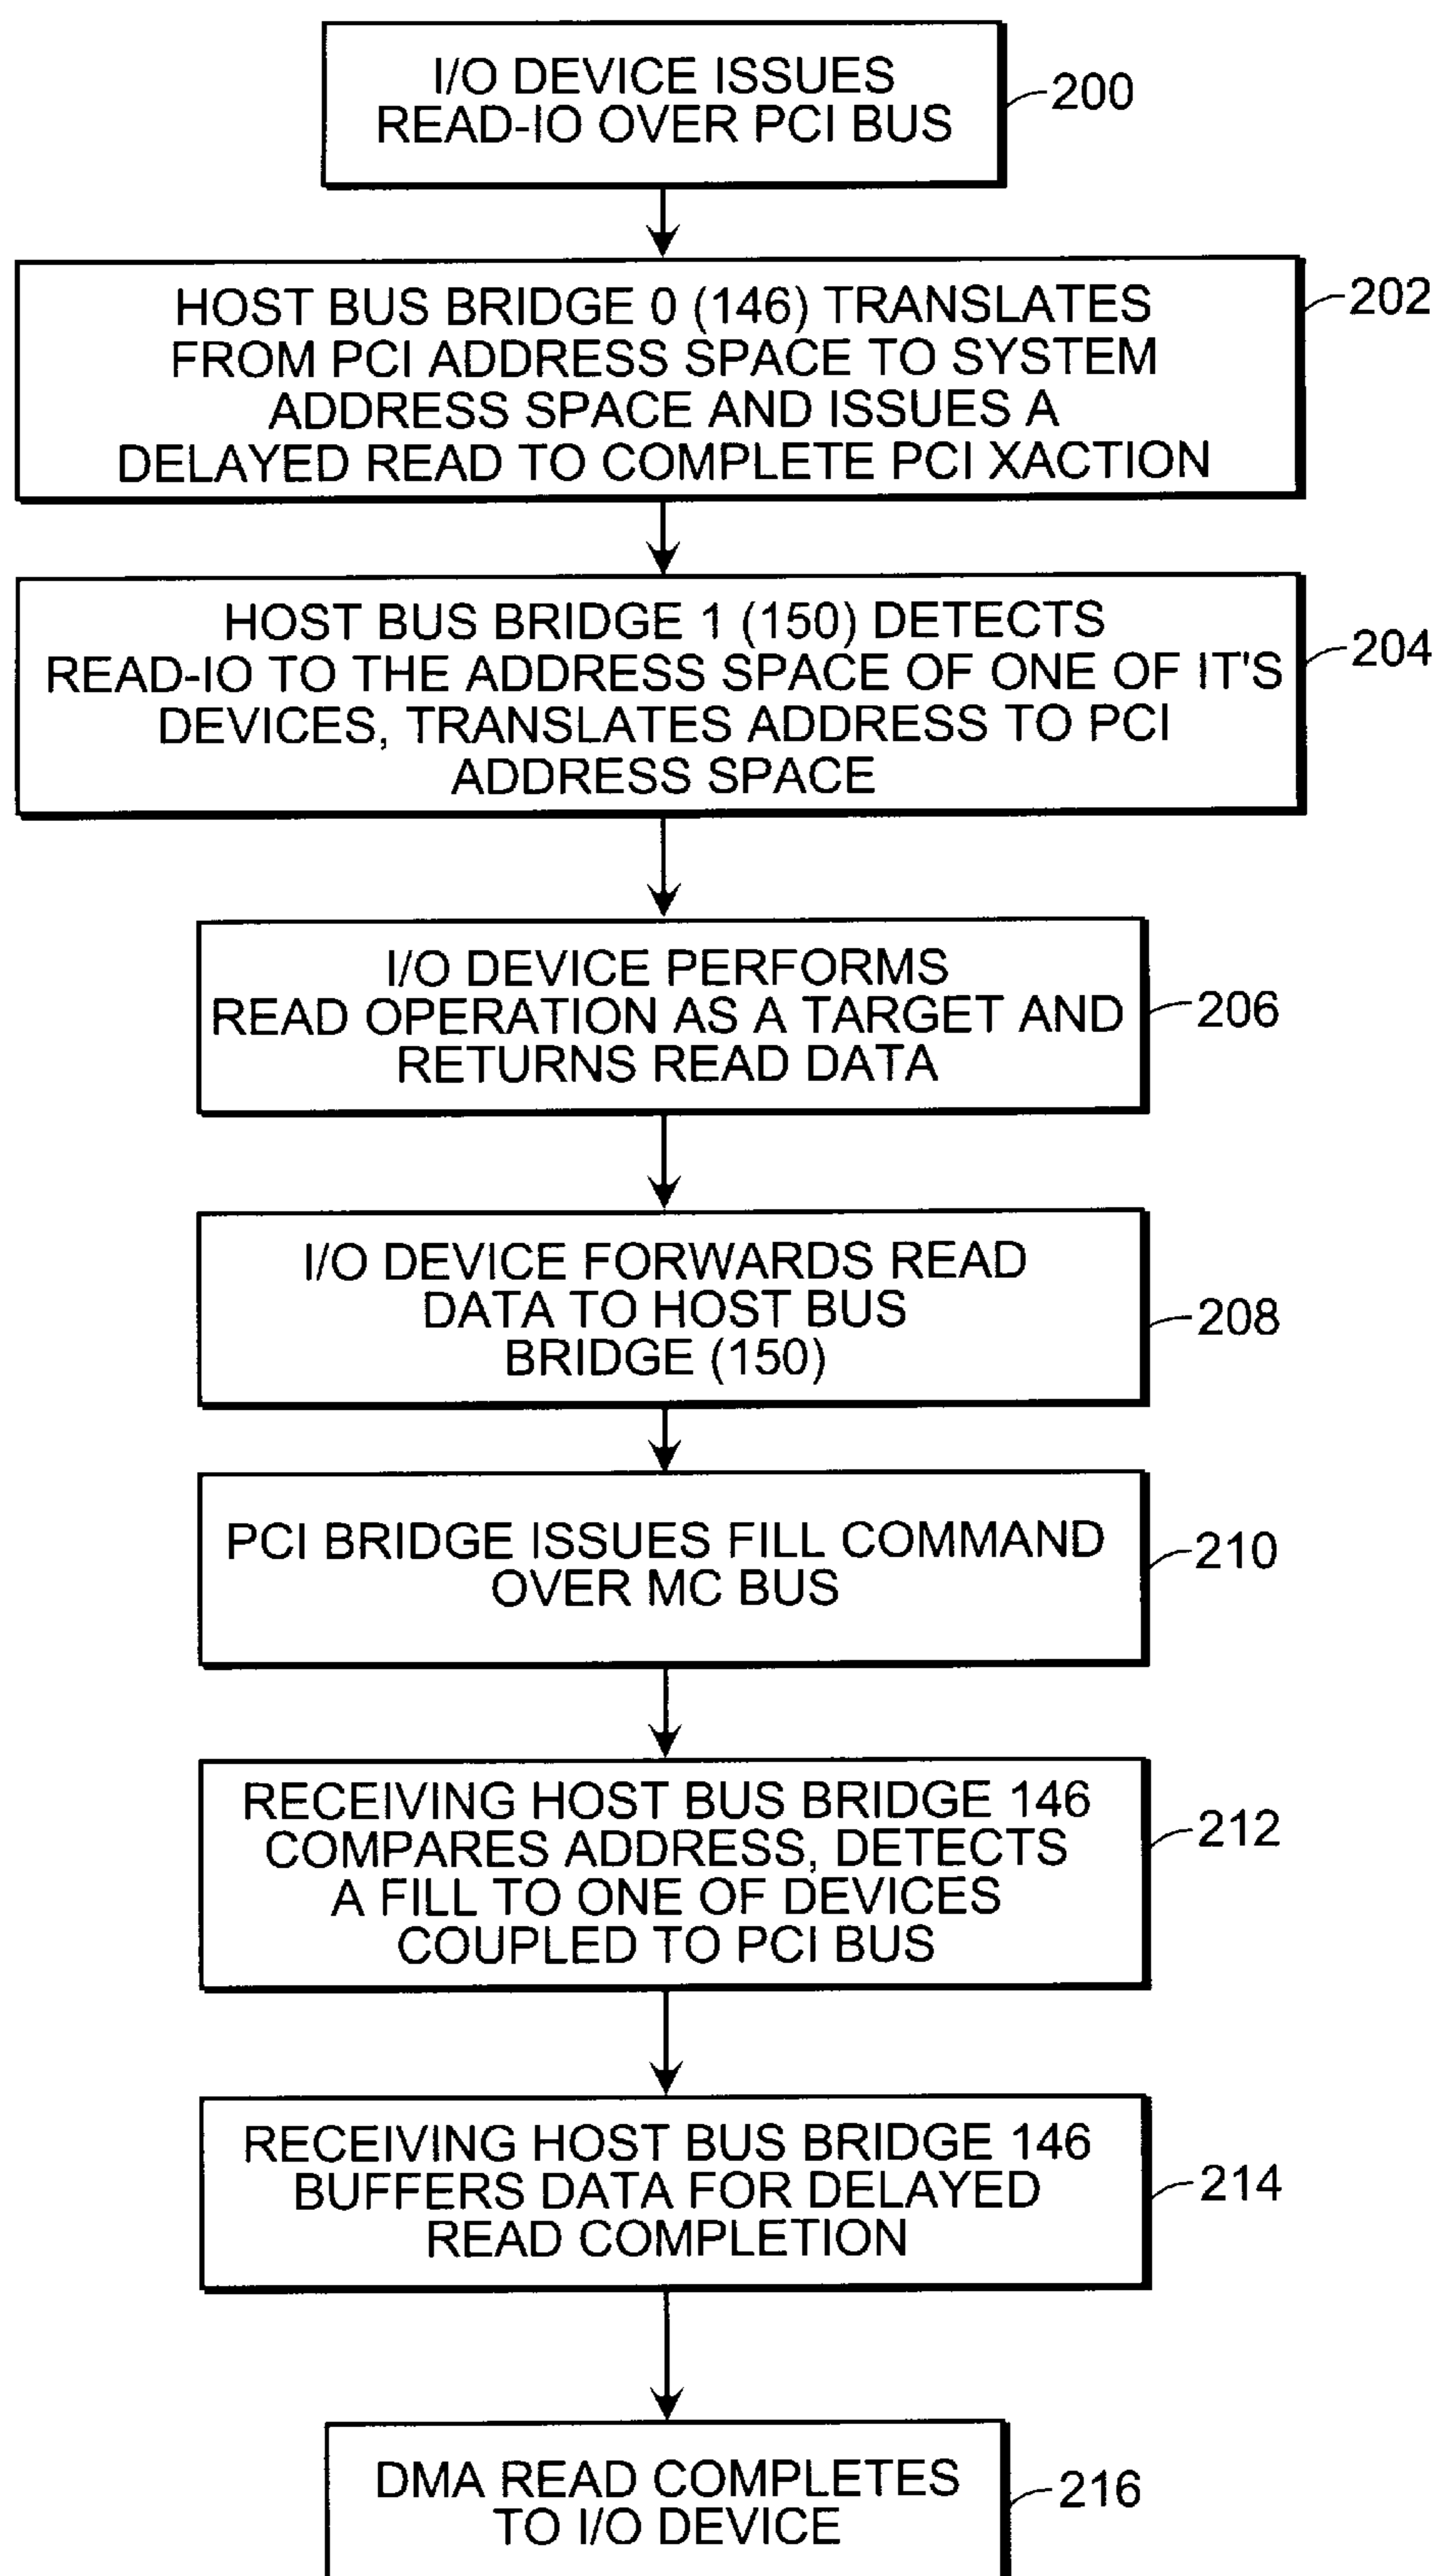 I/O DEVICE ISSUES
READ-IO OVER PCI BUS
200
HOST BUS BRIDGE 0 (146) TRANSLATES
FROM PCI ADDRESS SPACE TO SYSTEM
ADDRESS SPACE AND ISSUES A
DELAYED READ TO COMPLETE PCI XACTION
202
HOST BUS BRIDGE 1 (150) DETECTS
READ-IO TO THE ADDRESS SPACE OF ONE OF IT'S
DEVICES, TRANSLATES ADDRESS TO PCI
ADDRESS SPACE
204
I/O DEVICE PERFORMS
READ OPERATION AS A TARGET AND
RETURNS READ DATA
206
I/O DEVICE FORWARDS READ
DATA TO HOST BUS
BRIDGE (150)
208
PCI BRIDGE ISSUES FILL COMMAND
OVER MC BUS
210
RECEIVING HOST BUS BRIDGE 146
COMPARES ADDRESS, DETECTS
A FILL TO ONE OF DEVICES
COUPLED TO PCI BUS
212
RECEIVING HOST BUS BRIDGE 146
BUFFERS DATA FOR DELAYED
READ COMPLETION
214
DMA READ COMPLETES
TO I/O DEVICE
216